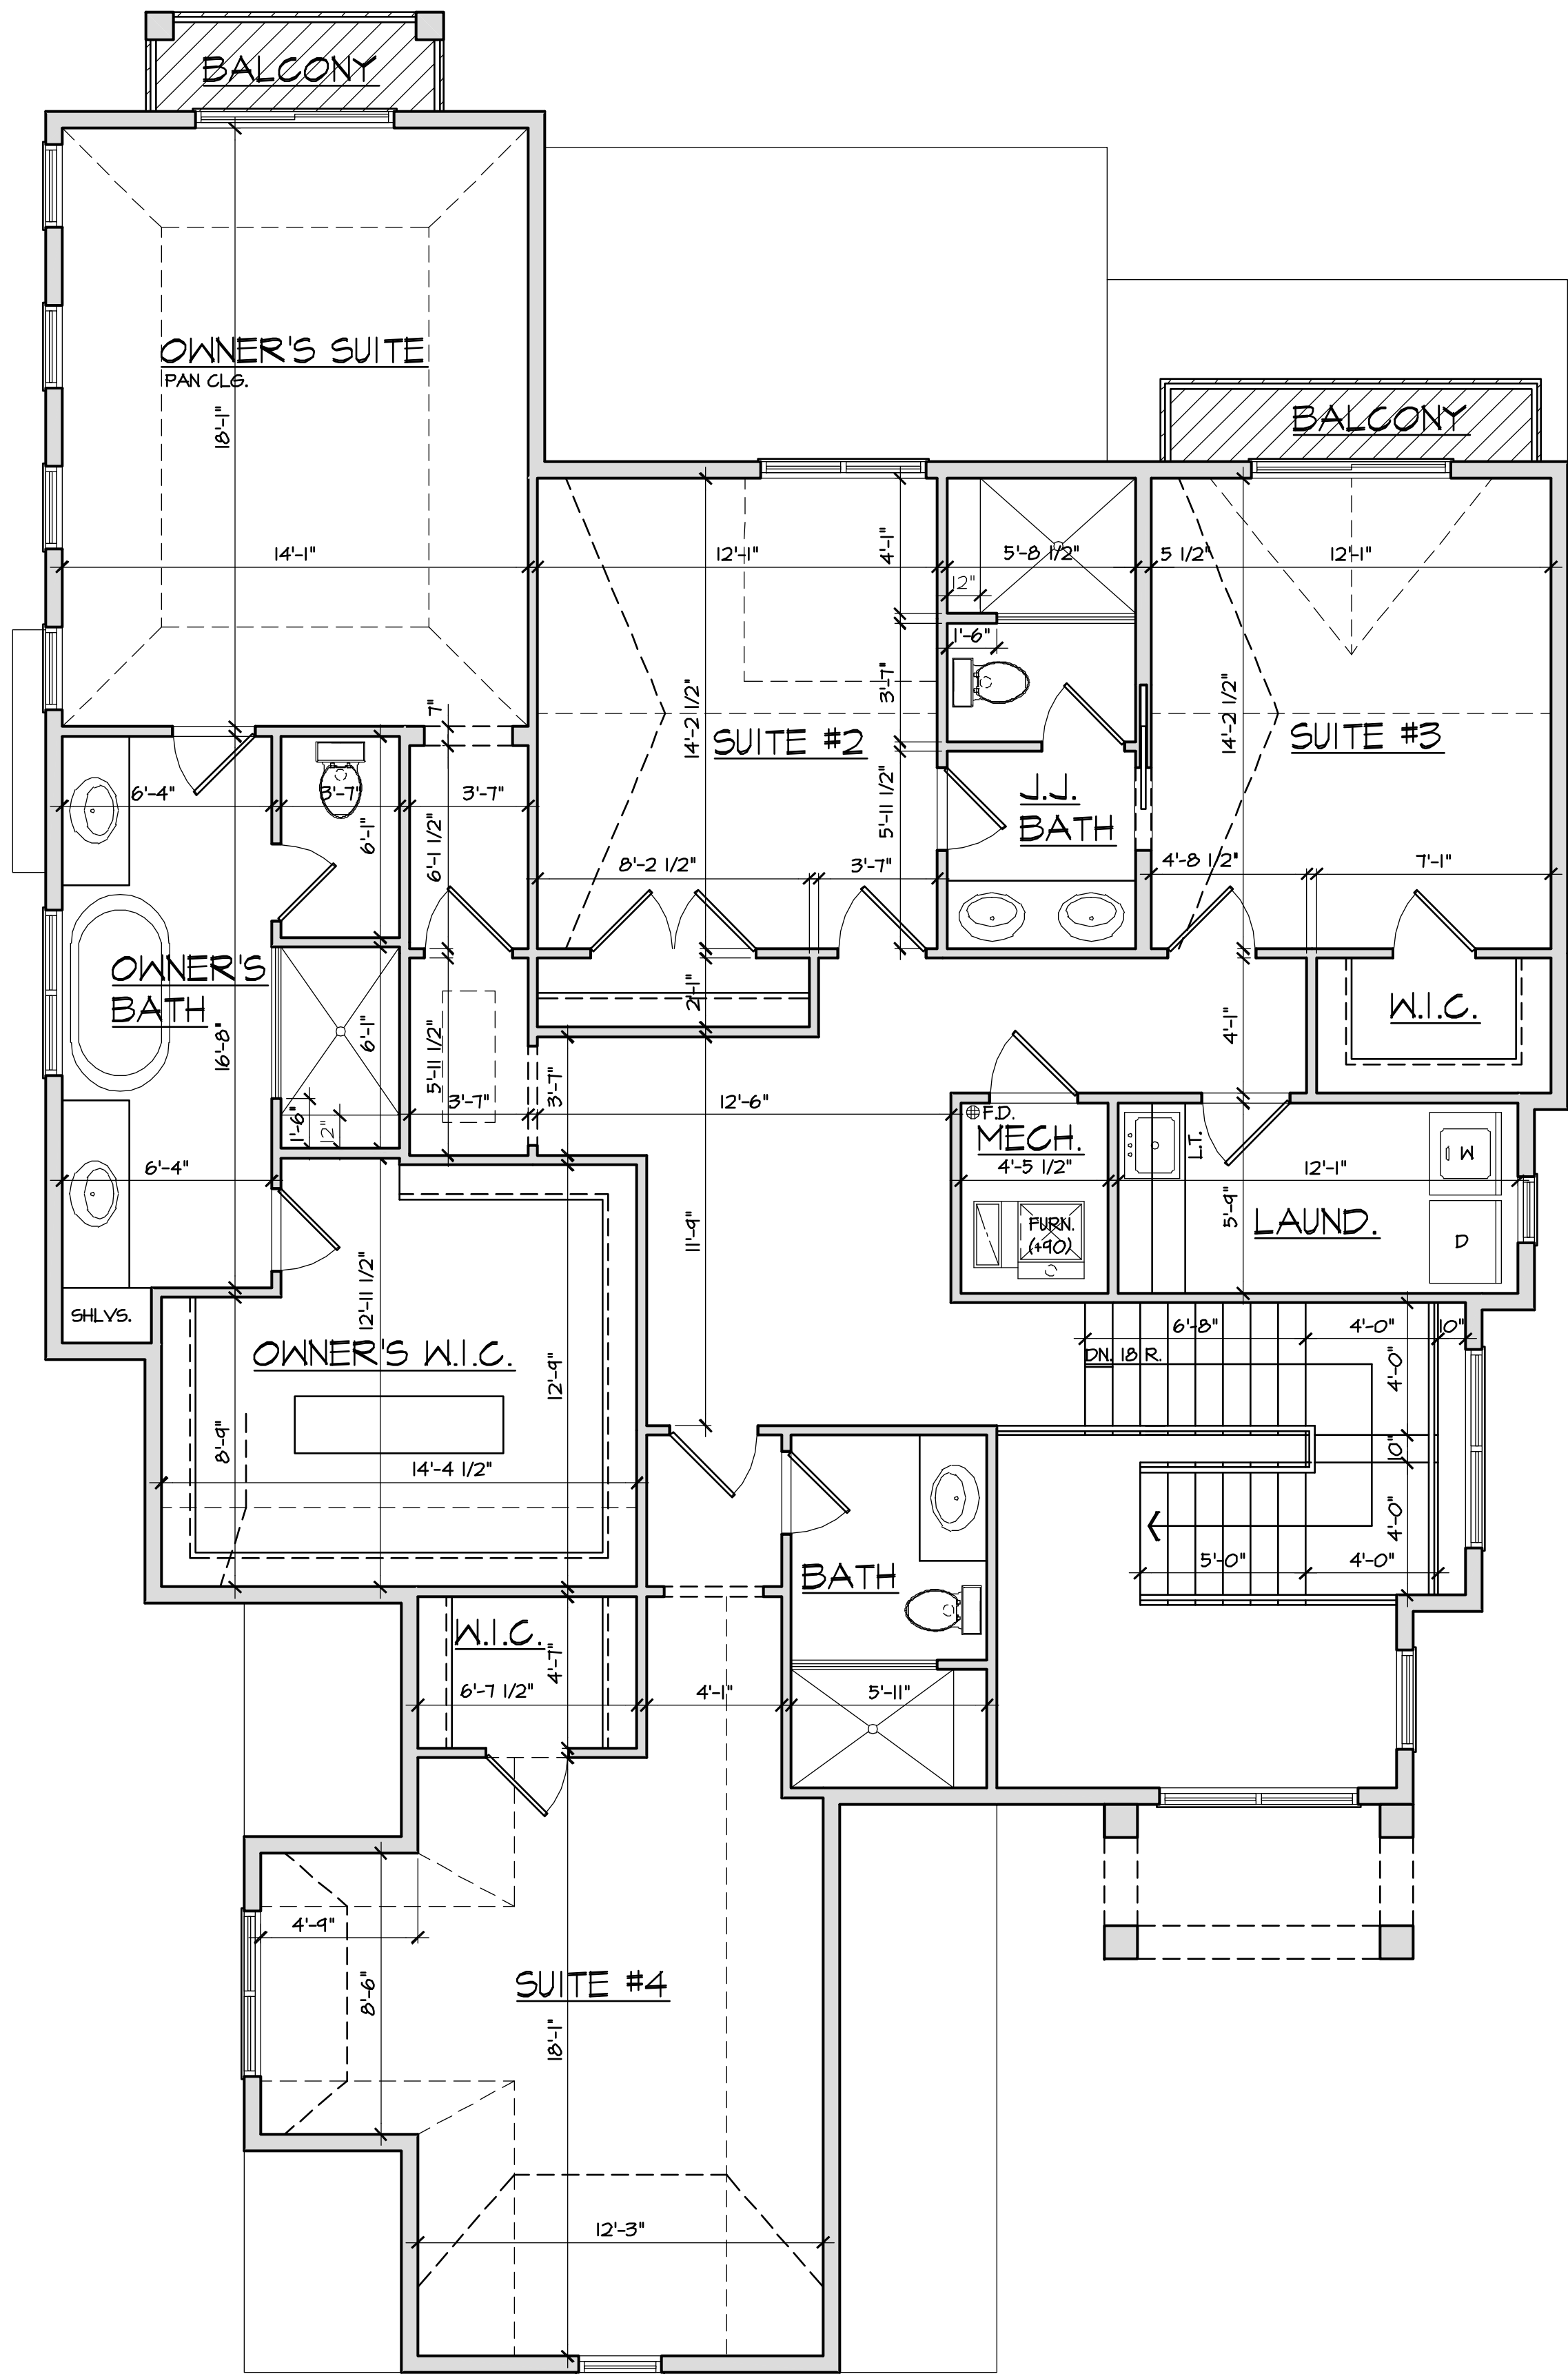 BALCONY
OWNER'S SUITE
PAN CLG.
18'-1"
BALCONY
14'-1"
12'-1"
4'-1"
5'-8 1/2"
5 1/2"
12'-1"
12"
1'-6"
7"
14'-2 1/2"
3'-7"
14'-2 1/2"
SUITE #2
SUITE #3
6'-4"
3'-7"
3'-7"
J.J.
BATH
6'-1"
6'-1 1/2"
5'-11 1/2"
8'-2 1/2"
3'-7"
4'-8 1/2"
7'-1"
OWNER'S
BATH
16'-8"
6'-1"
2'-1"
W.I.C.
4'-1"
5'-11 1/2"
3'-7"
3'-7"
12'-6"
1'-6"
12"
F.D.
MECH.
4'-5 1/2"
L.T.
W
12'-1"
6'-4"
5'-9"
LAUND.
D
11'-9"
FURN.
(+90)
SHLVS.
12'-11 1/2"
OWNER'S W.I.C.
12'-9"
6'-8"
4'-0"
10"
DN. 18 R.
4'-0"
8'-9"
14'-4 1/2"
10"
4'-0"
BATH
5'-0"
4'-0"
W.I.C.
4'-7"
6'-7 1/2"
4'-1"
5'-11"
4'-9"
8'-6"
SUITE #4
18'-1"
12'-3"